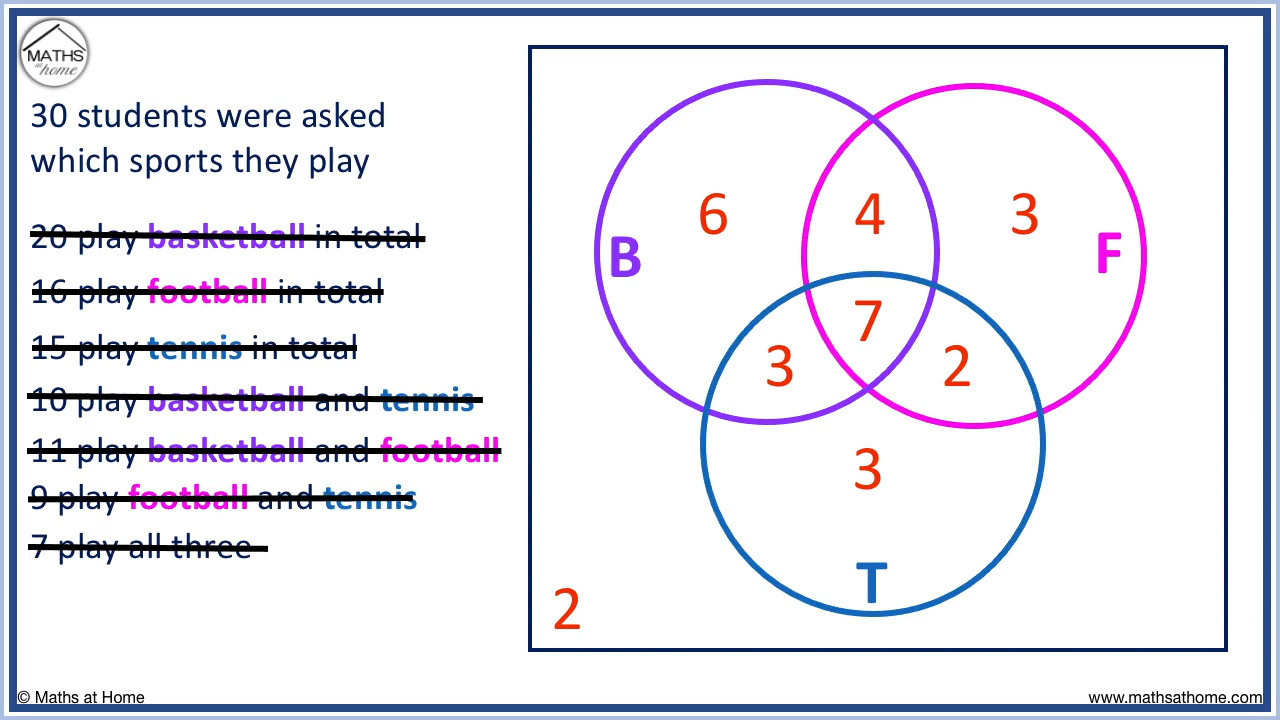 MATHS
at
home
30 students were asked
which sports they play
20 play basketball in total
16 play football in total
15 play tennis in total
10 play basketball and tennis
11 play basketball and football
9 play football and tennis
7 play all three
6
4
3
B
F
7
3
2
3
T
2
© Maths at Home
www.mathsathome.com